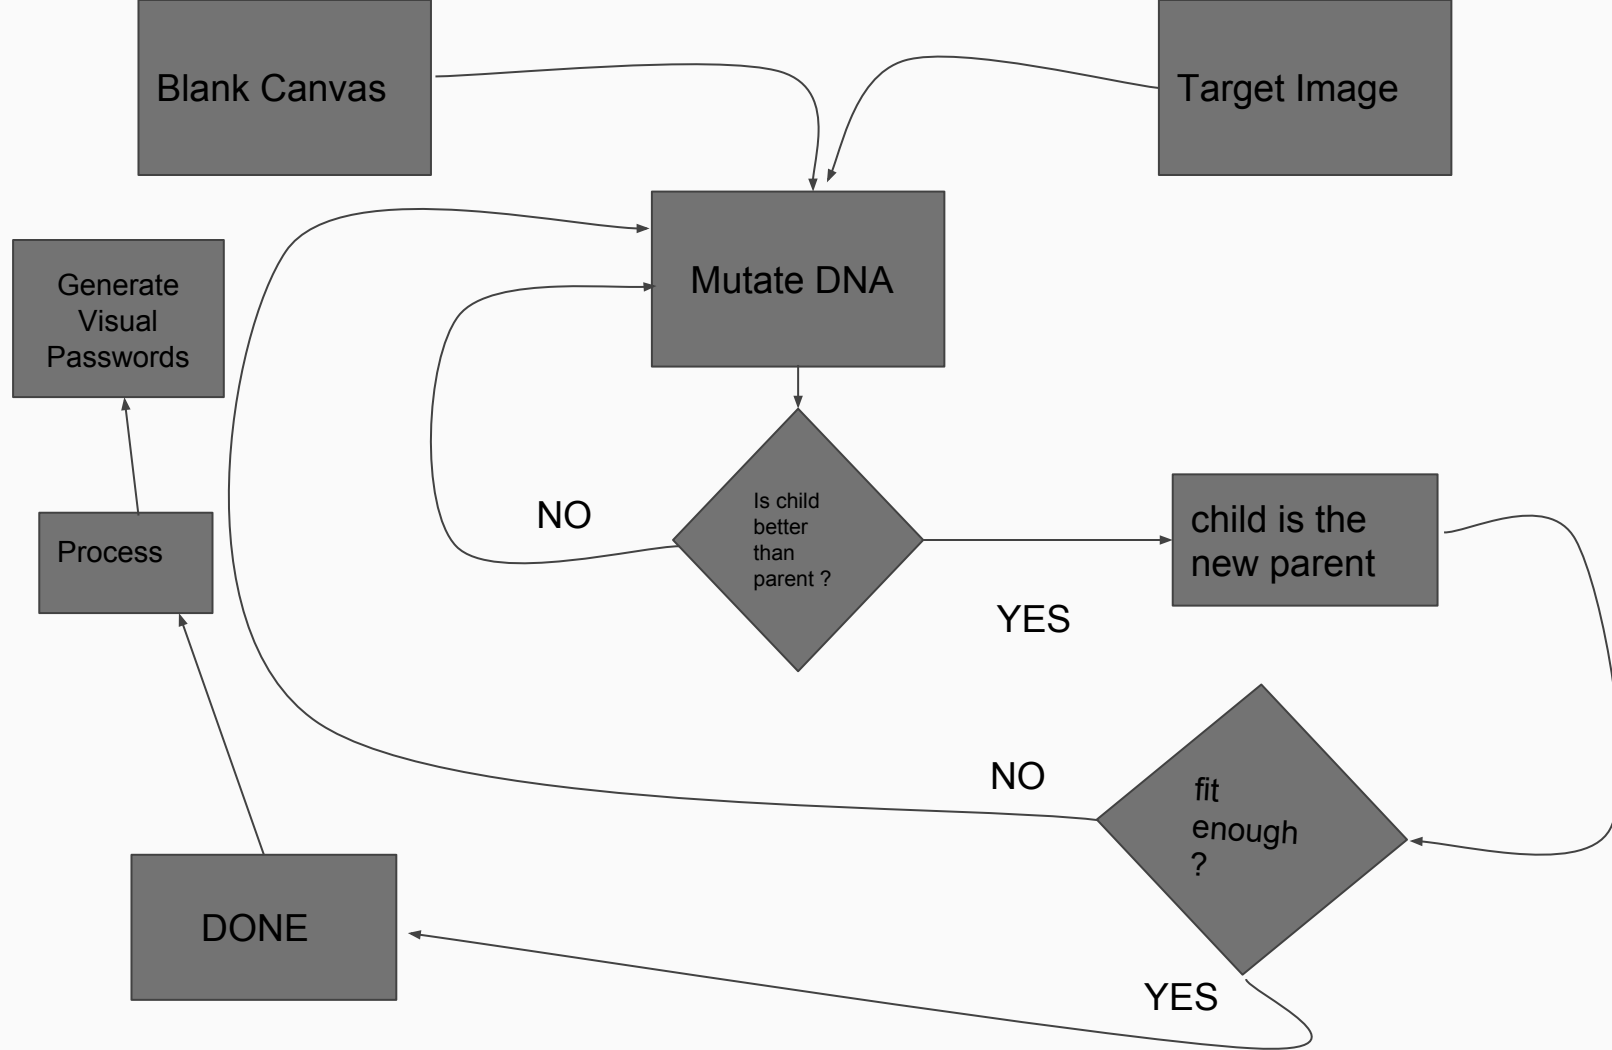 Blank Canvas
Target Image
Mutate DNA
Generate
Visual
Passwords
NO
Is child
better
than
parent ?
child is the
new parent
Process
YES
NO
fit
enough
?
DONE
YES